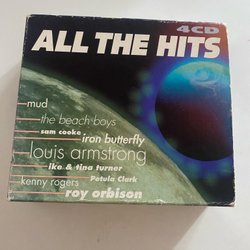 4CD
ALL THE HITS
mud
the beach boys
sam cooke
iron butterfly
louis armstrong
ike & tina turner
Petula Clark
kenny rogers
roy orbison